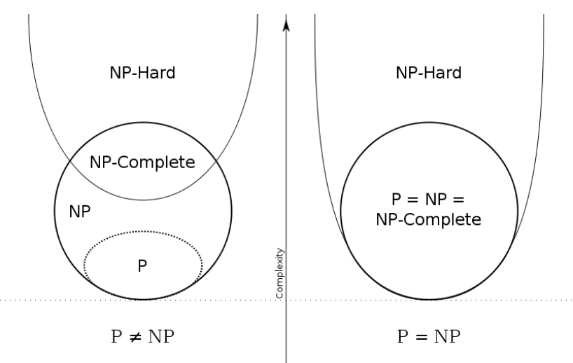 NP-Hard
NP-Complete
NP
P
P ≠ NP
Complexity
NP-Hard
P = NP =
NP-Complete
P = NP